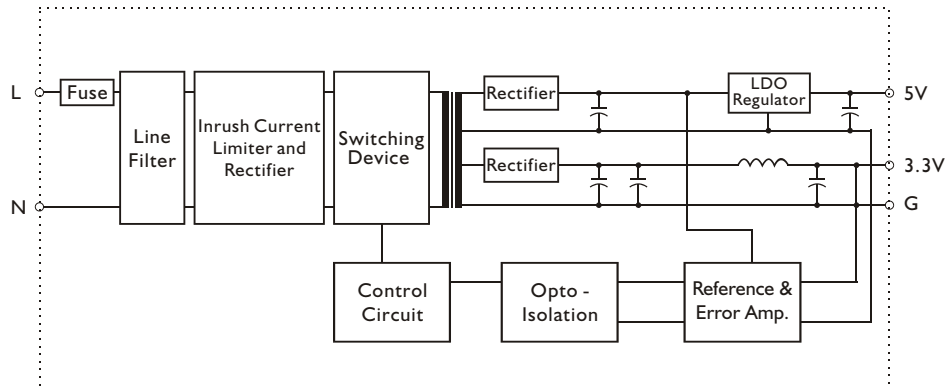 L
Fuse
Line
Filter
Inrush Current
Limiter and
Rectifier
Switching
Device
Rectifier
LDO
Regulator
5V
Rectifier
3.3V
N
G
Control
Circuit
Opto -
Isolation
Reference &
Error Amp.